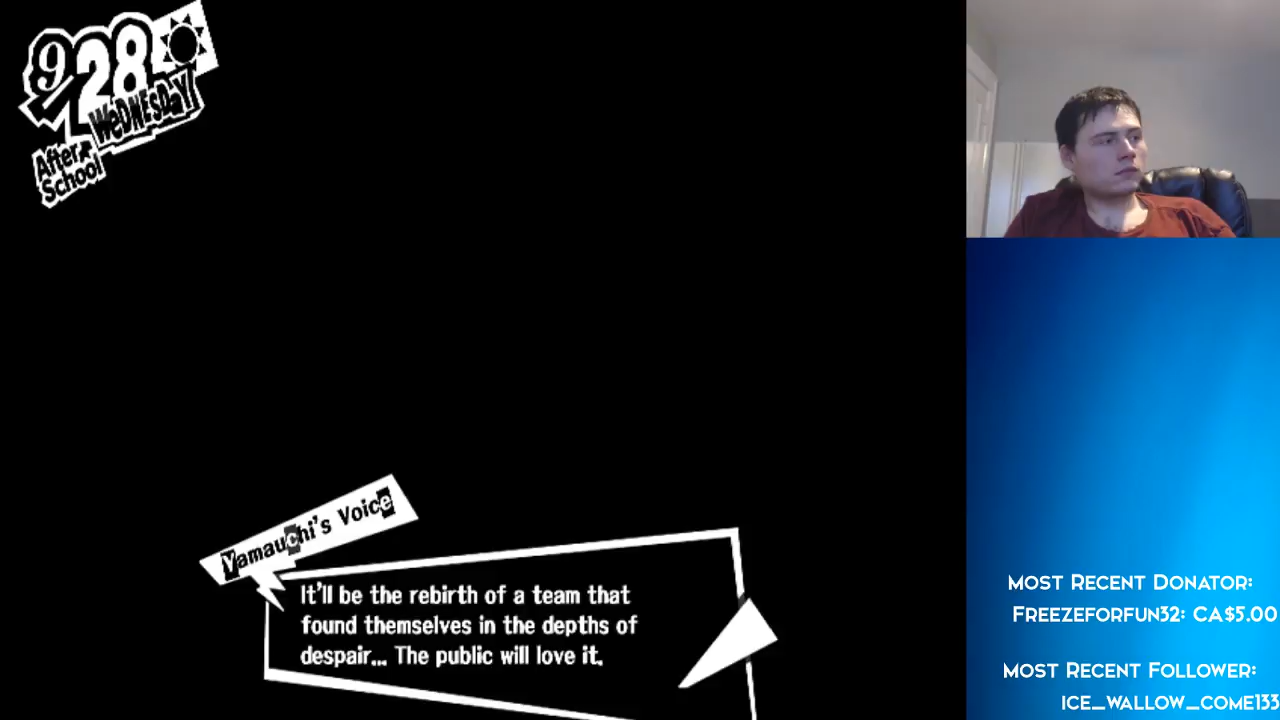 9/28
WeDNESDaY
After
School
Yamauchi's Voice
It'll be the rebirth of a team that
found themselves in the depths of
despair... The public will love it.
Most Recent Donator:
Freezeforfun32: CA$5.00
Most Recent Follower:
ice_wallow_come133